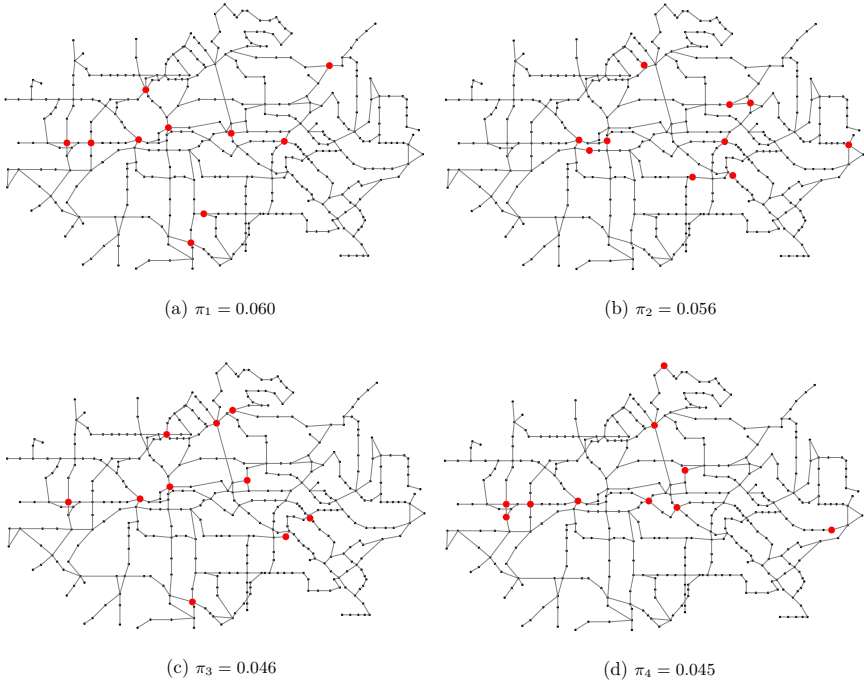 (a) π₁ = 0.060
(b) π₂ = 0.056
(c) π₃ = 0.046
(d) π₄ = 0.045